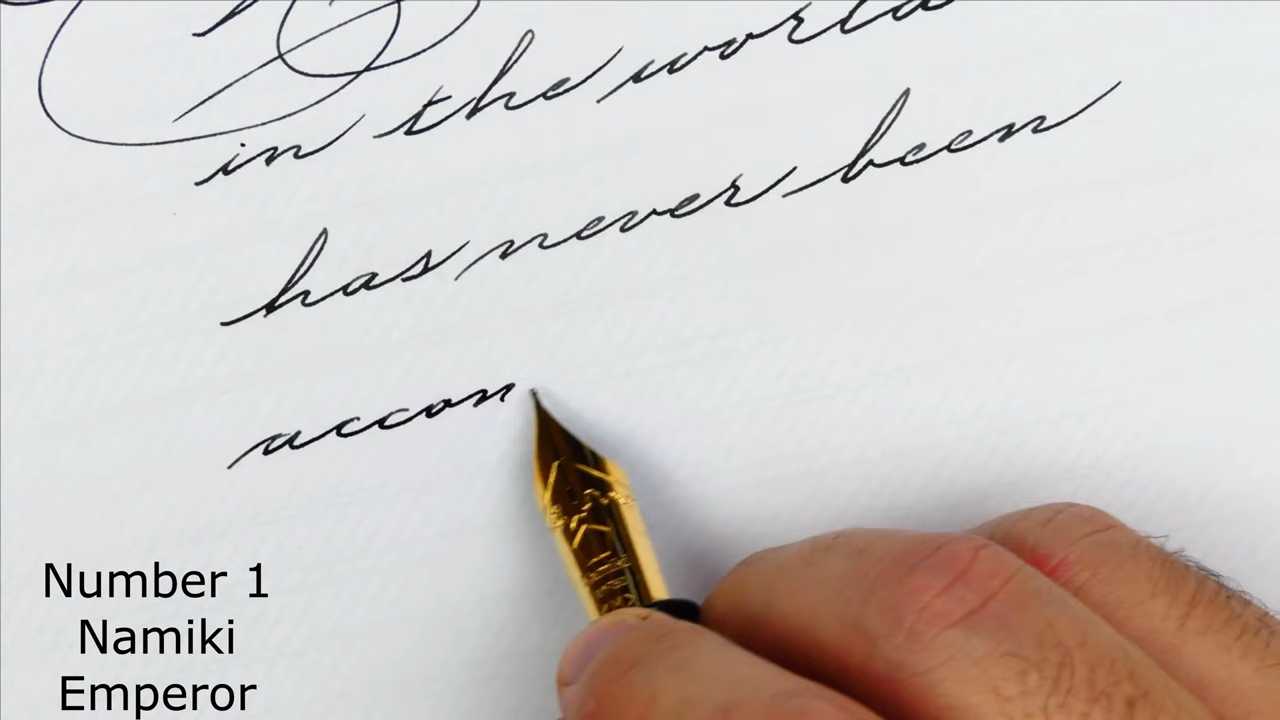 in the world
has never been
accom
Number 1
Namiki
Emperor